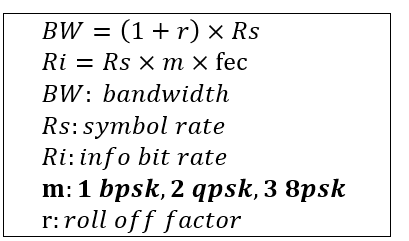 BW = (1 + r) × Rs
Ri = Rs × m × fec
BW: bandwidth
Rs: symbol rate
Ri: info bit rate
m: 1 bpsk, 2 qpsk, 3 8psk
r: roll off factor